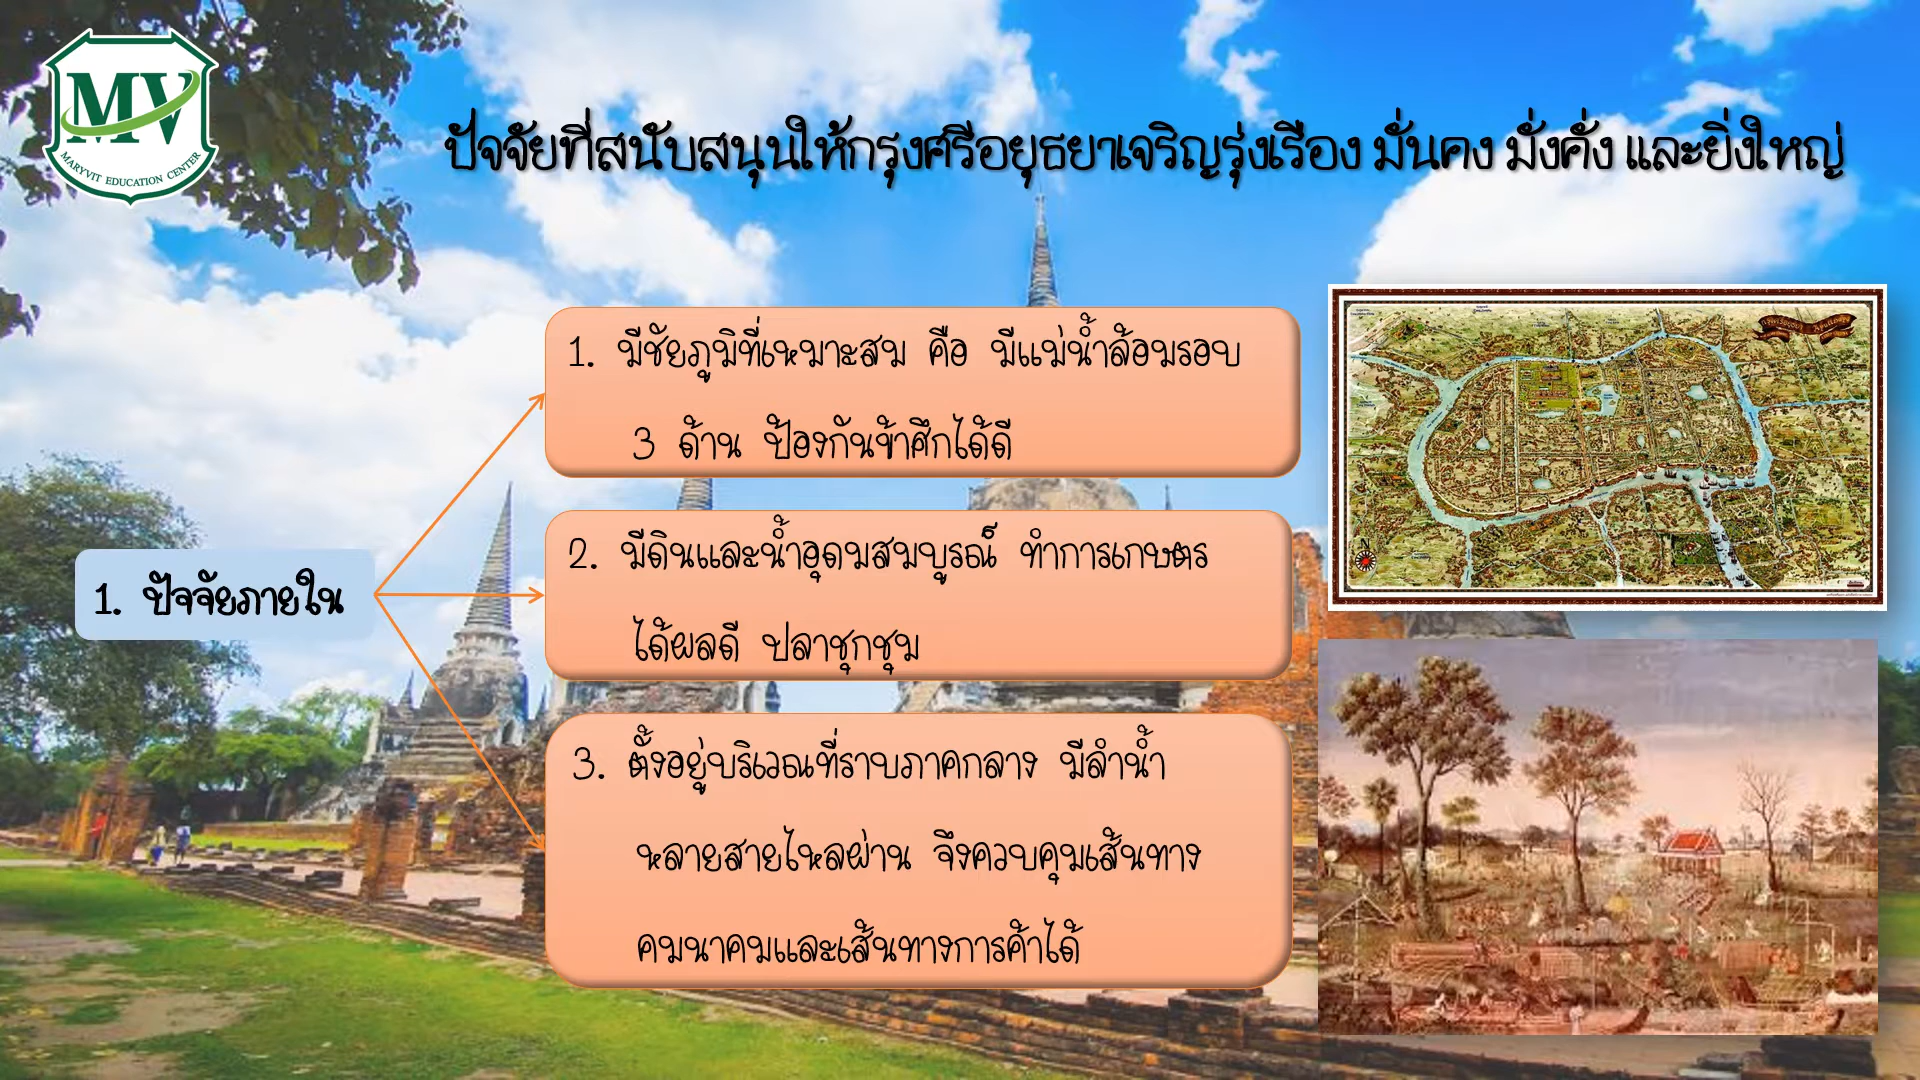 MV
MARYVIT EDUCATION CENTER
ปัจจัยที่สนับสนุนให้กรุงศรีอยุธยาเจริญรุ่งเรือง มั่นคง มั่งคั่ง และยิ่งใหญ่
1. ปัจจัยภายใน
1. มีชัยภูมิที่เหมาะสม คือ มีแม่น้ำล้อมรอบ
3 ด้าน ป้องกันข้าศึกได้ดี
2. มีดินและน้ำอุดมสมบูรณ์ ทำการเกษตร
ได้ผลดี ปลาชุกชุม
3. ตั้งอยู่บริเวณที่ราบภาคกลาง มีลำน้ำ
หลายสายไหลผ่าน จึงควบคุมเส้นทาง
คมนาคมและเส้นทางการค้าได้